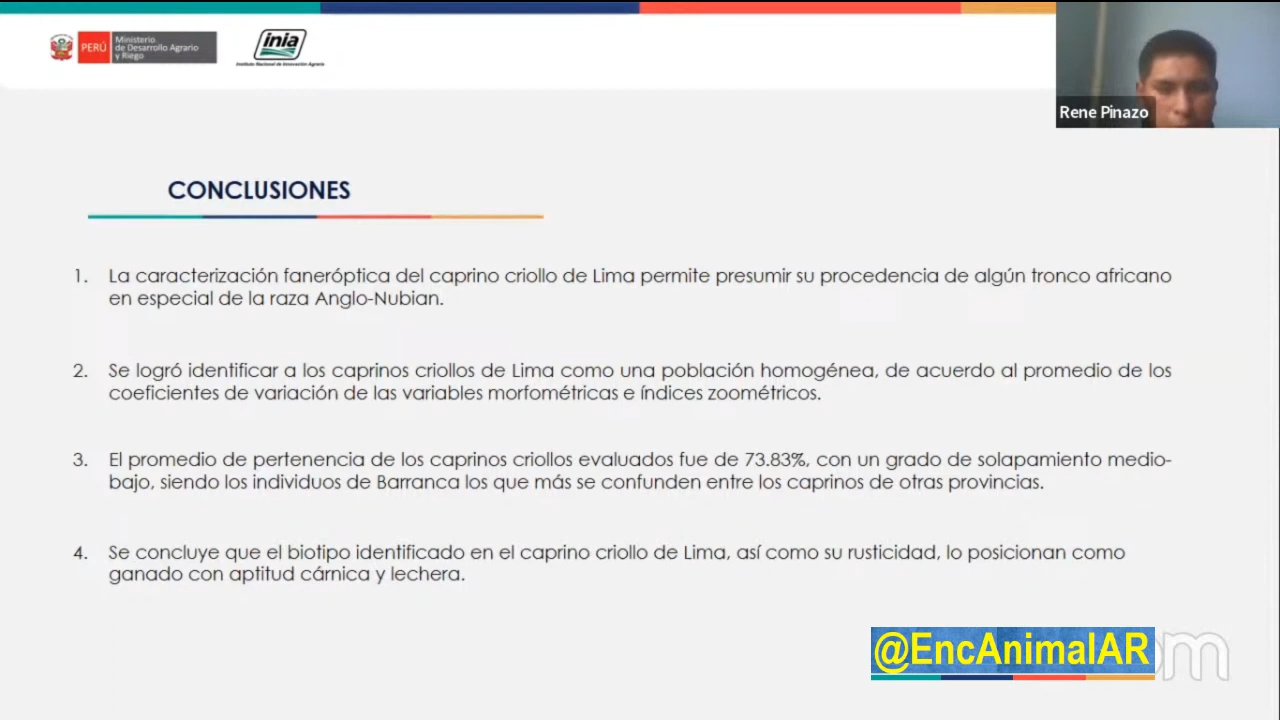 PERÚ
Ministerio
de Desarrollo Agrario
y Riego
inia
Instituto Nacional de Innovación Agraria
Rene Pinazo
CONCLUSIONES
1. La caracterización faneróptica del caprino criollo de Lima permite presumir su procedencia de algún tronco africano
en especial de la raza Anglo-Nubian.
2. Se logró identificar a los caprinos criollos de Lima como una población homogénea, de acuerdo al promedio de los
coeficientes de variación de las variables morfométricas e índices zoométricos.
3. El promedio de pertenencia de los caprinos criollos evaluados fue de 73.83%, con un grado de solapamiento medio-
bajo, siendo los individuos de Barranca los que más se confunden entre los caprinos de otras provincias.
4. Se concluye que el biotipo identificado en el caprino criollo de Lima, así como su rusticidad, lo posicionan como
ganado con aptitud cárnica y lechera.
@EncAnimalAR